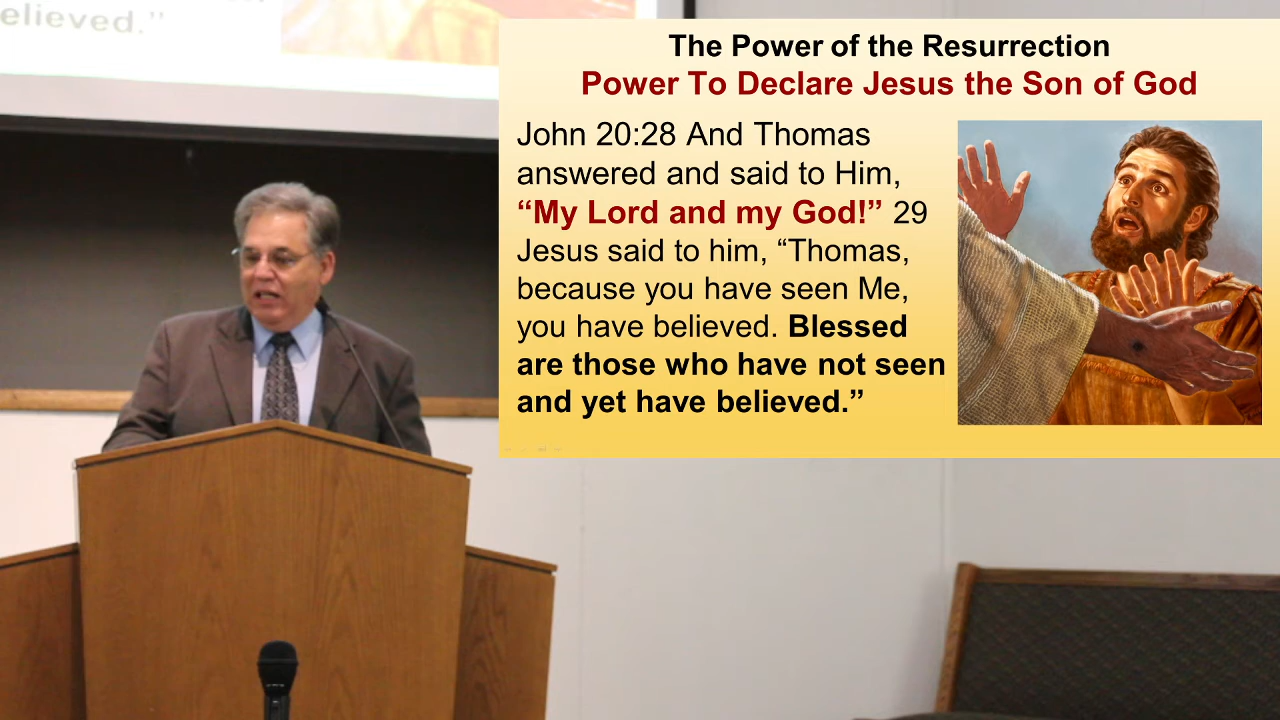 elieved.”
The Power of the Resurrection
Power To Declare Jesus the Son of God
John 20:28 And Thomas
answered and said to Him,
“My Lord and my God!” 29
Jesus said to him, “Thomas,
because you have seen Me,
you have believed. Blessed
are those who have not seen
and yet have believed.”